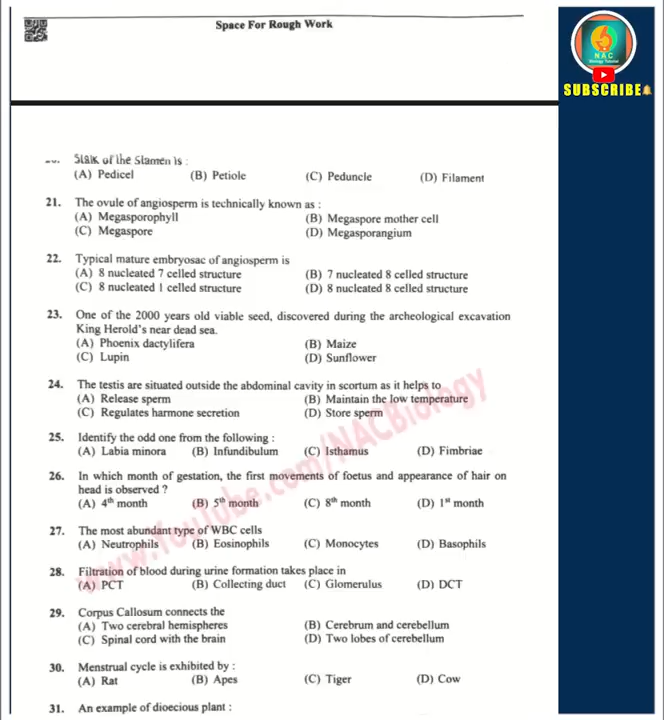 Space For Rough Work
NAC
Biology Tutorial
SUBSCRIBE
Stalk of the Stamen is :
(A) Pedicel (B) Petiole (C) Peduncle (D) Filament
21. The ovule of angiosperm is technically known as :
(A) Megasporophyll (B) Megaspore mother cell
(C) Megaspore (D) Megasporangium
22. Typical mature embryosac of angiosperm is
(A) 8 nucleated 7 celled structure (B) 7 nucleated 8 celled structure
(C) 8 nucleated 1 celled structure (D) 8 nucleated 8 celled structure
23. One of the 2000 years old viable seed, discovered during the archeological excavation
King Herold's near dead sea.
(A) Phoenix dactylifera (B) Maize
(C) Lupin (D) Sunflower
24. The testis are situated outside the abdominal cavity in scortum as it helps to
(A) Release sperm (B) Maintain the low temperature
(C) Regulates harmone secretion (D) Store sperm
25. Identify the odd one from the following :
(A) Labia minora (B) Infundibulum (C) Isthamus (D) Fimbriae
26. In which month of gestation, the first movements of foetus and appearance of hair on
head is observed ?
(A) 4th month (B) 5th month (C) 8th month (D) 1st month
27. The most abundant type of WBC cells
(A) Neutrophils (B) Eosinophils (C) Monocytes (D) Basophils
28. Filtration of blood during urine formation takes place in
(A) PCT (B) Collecting duct (C) Glomerulus (D) DCT
29. Corpus Callosum connects the
(A) Two cerebral hemispheres (B) Cerebrum and cerebellum
(C) Spinal cord with the brain (D) Two lobes of cerebellum
30. Menstrual cycle is exhibited by :
(A) Rat (B) Apes (C) Tiger (D) Cow
31. An example of dioecious plant :
www.YouTube.com/NACBiology